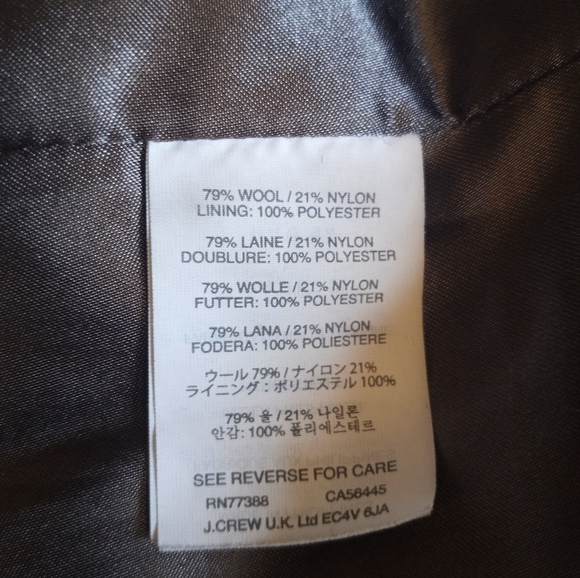 79% WOOL / 21% NYLON
LINING: 100% POLYESTER
79% LAINE / 21% NYLON
DOUBLURE: 100% POLYESTER
79% WOLLE / 21% NYLON
FUTTER: 100% POLYESTER
79% LANA / 21% NYLON
FODERA: 100% POLIESTERE
ウール 79% / ナイロン 21%
ライニング：ポリエステル 100%
79% 울 / 21% 나일론
안감: 100% 폴리에스테르
SEE REVERSE FOR CARE
RN77388 CA56445
J.CREW U.K. Ltd EC4V 6JA